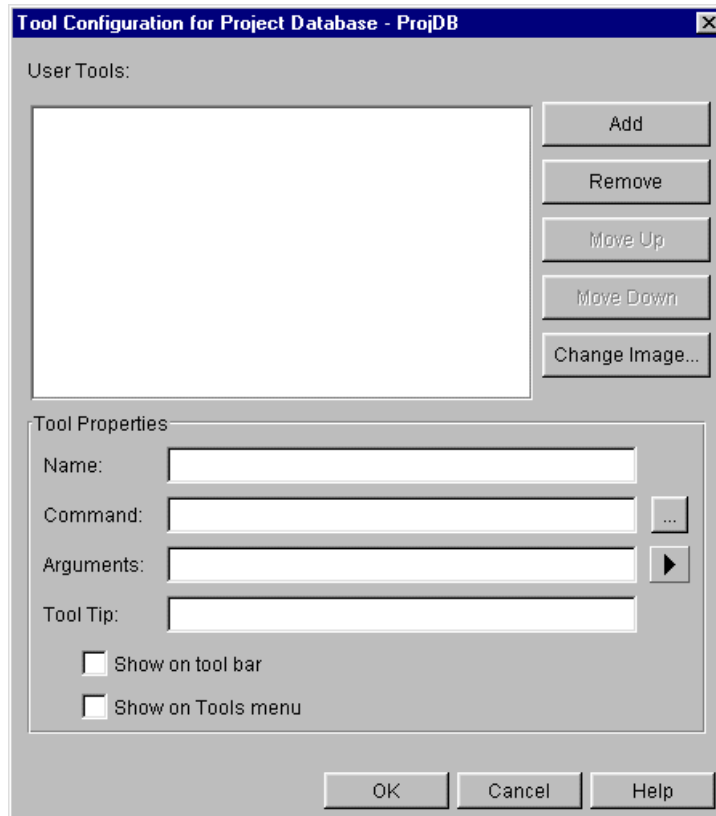 Tool Configuration for Project Database - ProjDB
User Tools:
Add
Remove
Move Up
Move Down
Change Image...
Tool Properties
Name:
Command:
...
Arguments:
Tool Tip:
Show on tool bar
Show on Tools menu
OK
Cancel
Help